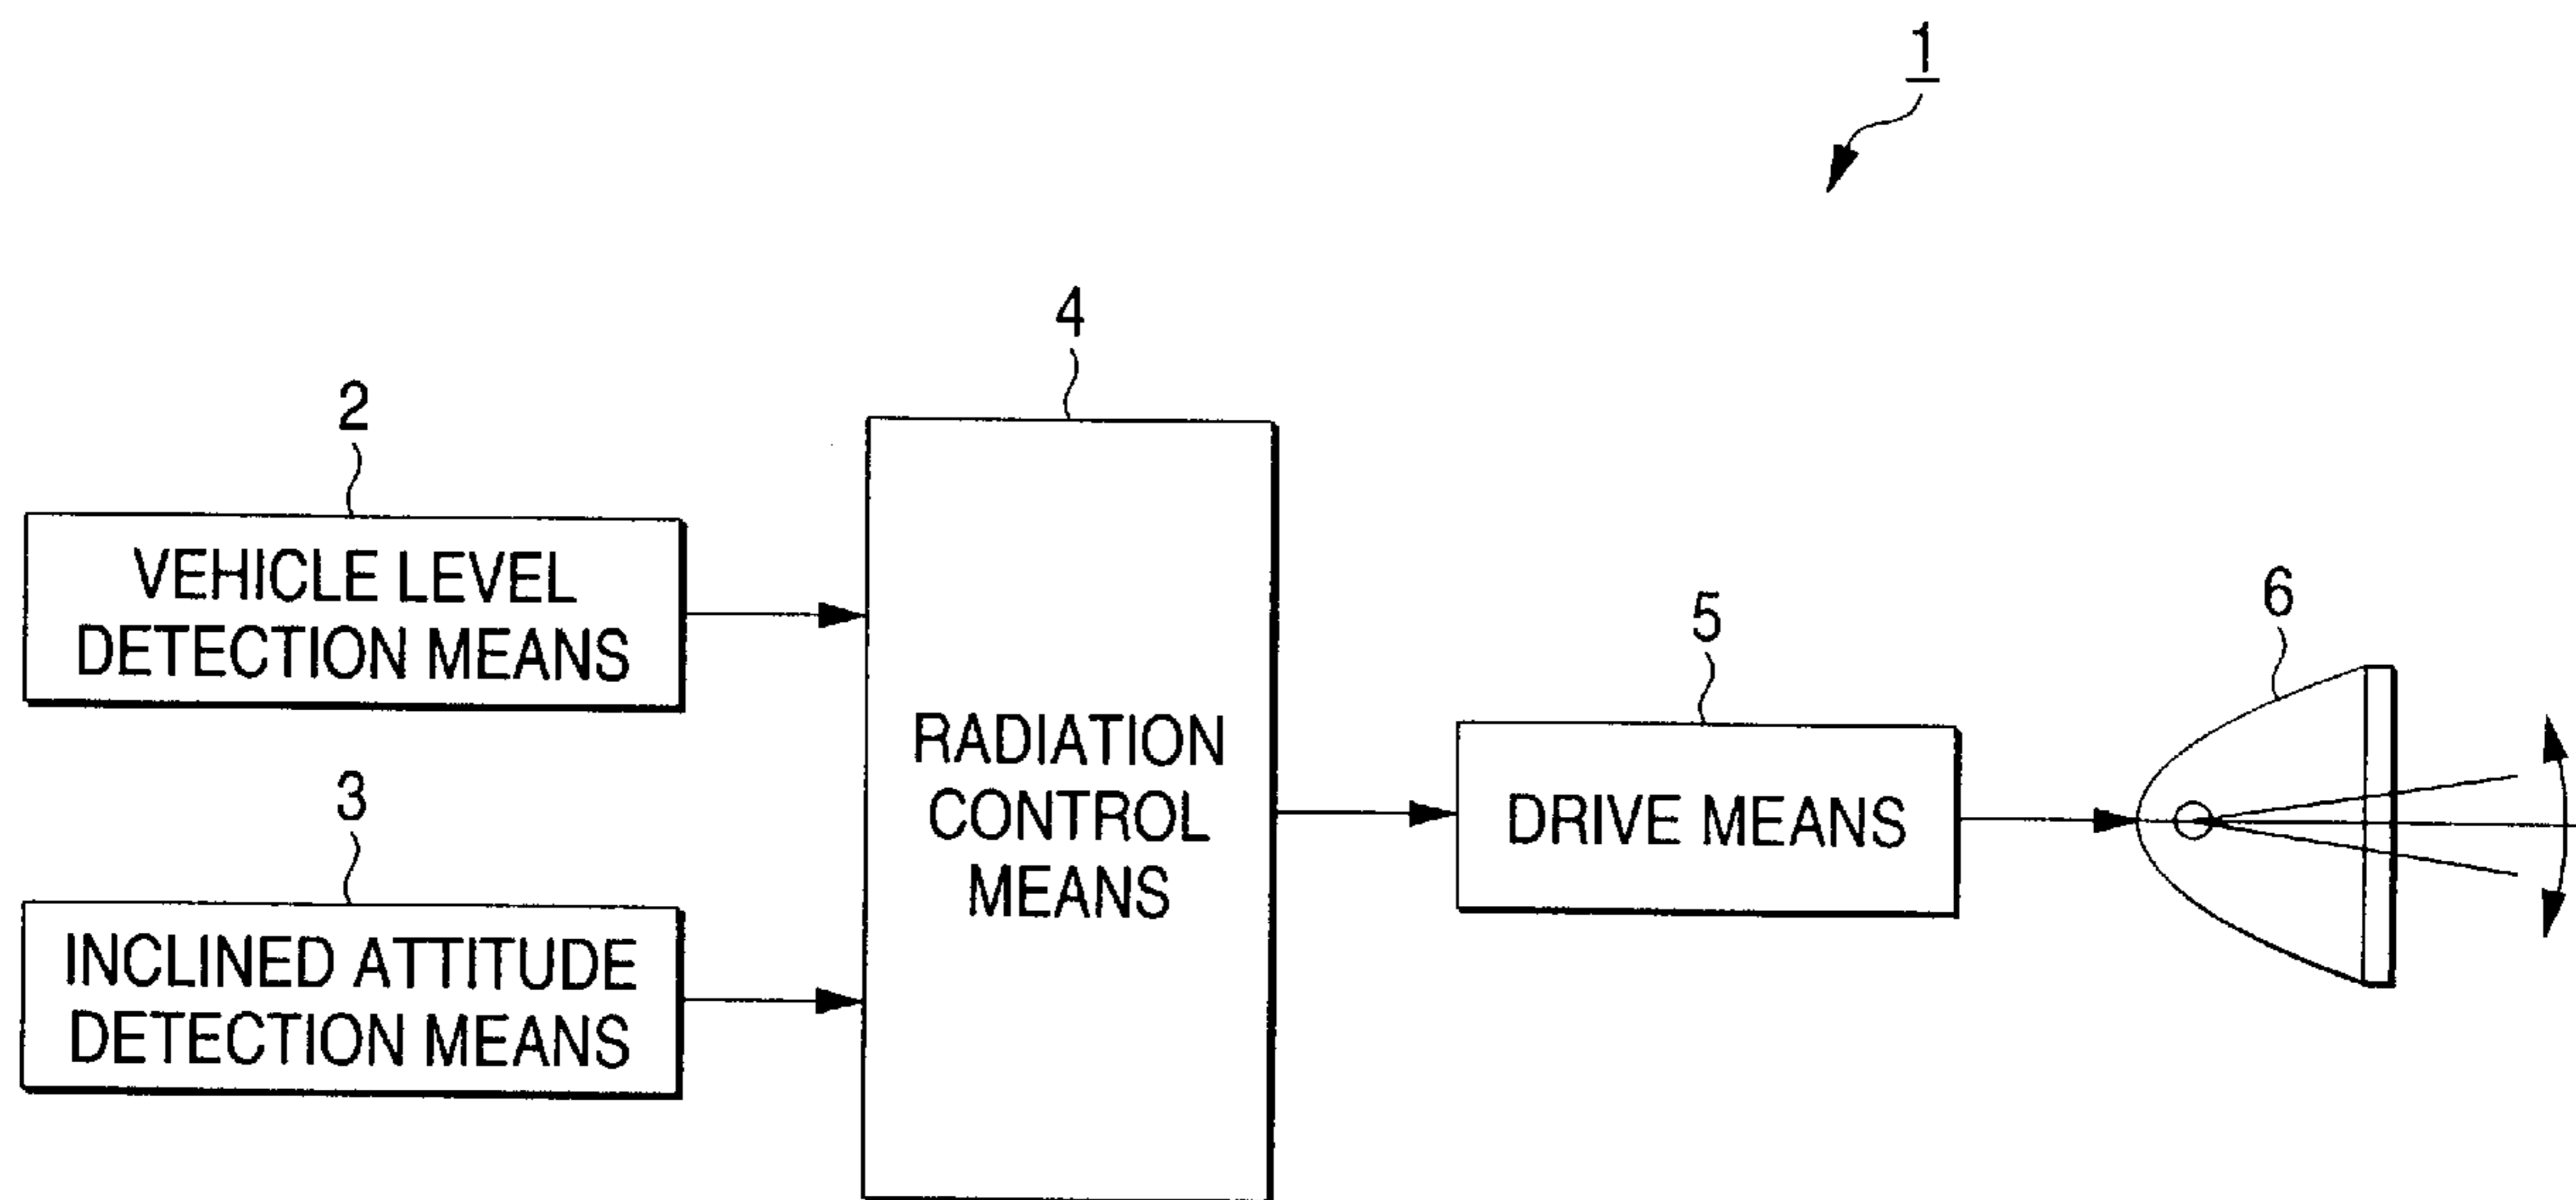 1
4
2
VEHICLE LEVEL
DETECTION MEANS
3
INCLINED ATTITUDE
DETECTION MEANS
RADIATION
CONTROL
MEANS
5
DRIVE MEANS
6